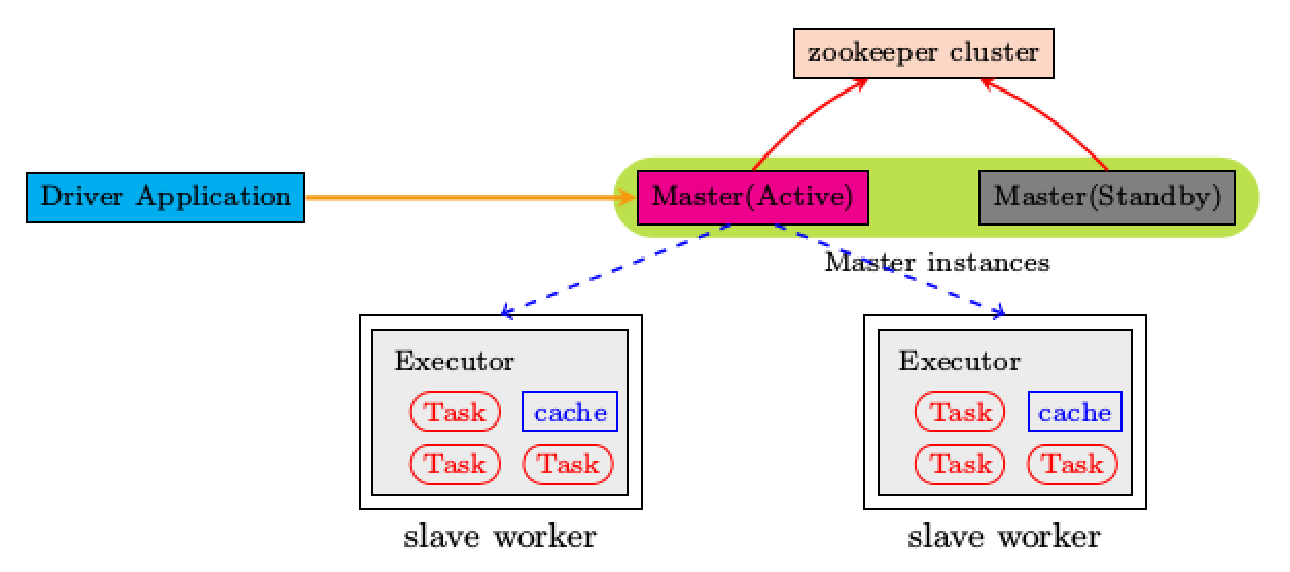 zookeeper cluster
Driver Application
Master(Active)
Master(Standby)
Master instances
Executor
Task
cache
Task
Task
slave worker
Executor
Task
cache
Task
Task
slave worker